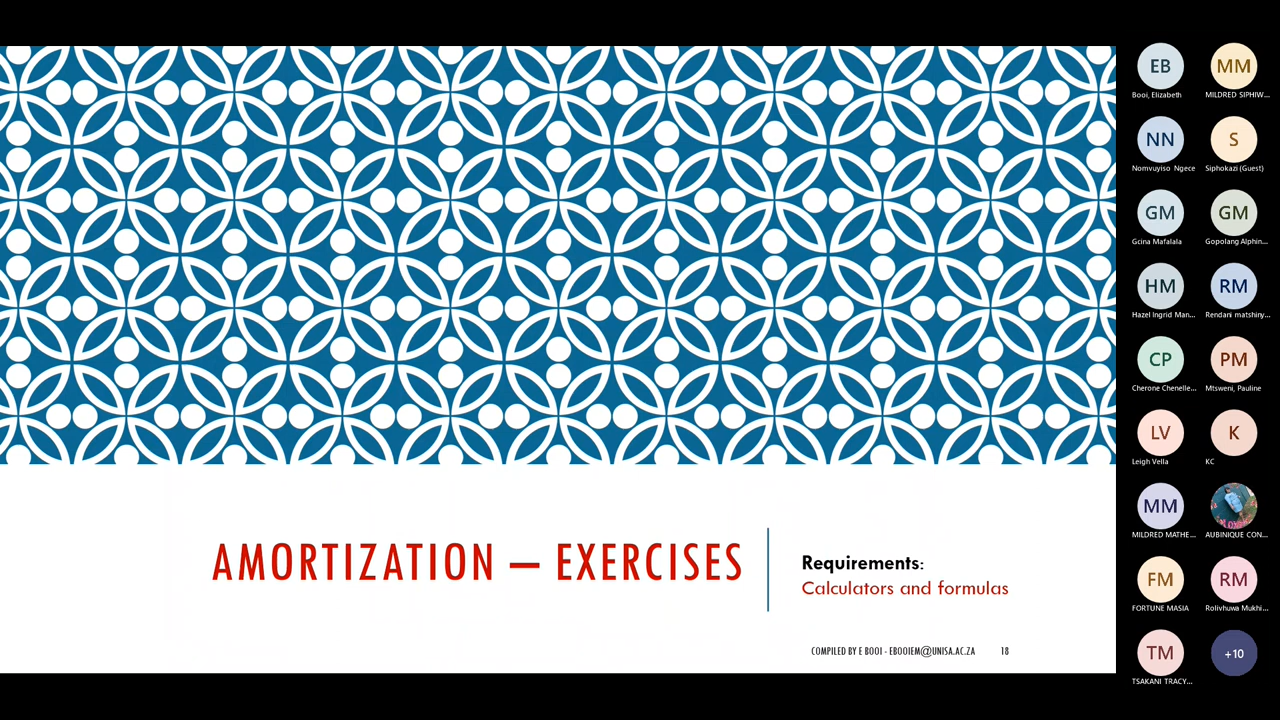 AMORTIZATION – EXERCISES
Requirements:
Calculators and formulas
COMPILED BY E BOOI - EBOOIEM@UNISA.AC.ZA 18
EB MM
Booi, Elizabeth MILDRED SIPHIW...
NN S
Nomvuyiso Ngece Siphokazi (Guest)
GM GM
Gcina Mafalala Gopolang Alphin...
HM RM
Hazel Ingrid Man... Rendani matshiny...
CP PM
Cherone Chenelle... Mtsweni, Pauline
LV K
Leigh Vella KC
MM
MILDRED MATHE... AUBINIQUE CON...
FM RM
FORTUNE MASIA Rolivhuwa Mukhi...
TM +10
TSAKANI TRACY...